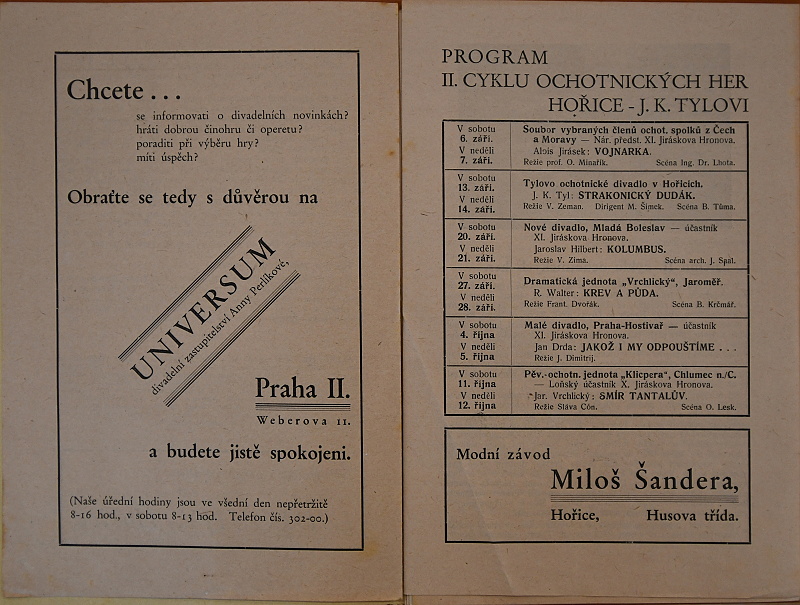 Chcete . . .
se informovati o divadelních novinkách?
hráti dobrou činohru či operetu?
poraditi při výběru hry?
míti úspěch?
Obraťte se tedy s důvěrou na
UNIVERSUM
divadelní zastupitelství Anny Perlíkové,
Praha II.
Weberova 11.
a budete jistě spokojeni.
(Naše úřední hodiny jsou ve všední den nepřetržitě
8-16 hod., v sobotu 8-13 hod. Telefon čís. 302-00.)
PROGRAM
II. CYKLU OCHOTNICKÝCH HER
HOŘICE - J. K. TYLOVI
V sobotu
6. září.
V neděli
7. září.
Soubor vybraných členů ochot. spolků z Čech
a Moravy — Nár. předst. XI. Jiráskova Hronova.
Alois Jirásek: VOJNARKA.
Režie prof. O. Minařík. Scéna Ing. Dr. Lhota.
V sobotu
13. září.
V neděli
14. září.
Tylovo ochotnické divadlo v Hořicích.
J. K. Tyl: STRAKONICKÝ DUDÁK.
Režie V. Zeman. Dirigent M. Šimek. Scéna B. Tůma.
V sobotu
20. září.
V neděli
21. září.
Nové divadlo, Mladá Boleslav — účastník
XI. Jiráskova Hronova.
Jaroslav Hilbert: KOLUMBUS.
Režie V. Zima. Scéna arch. J. Špál.
V sobotu
27. září.
V neděli
28. září.
Dramatická jednota „Vrchlický", Jaroměř.
R. Walter: KREV A PŮDA.
Režie Frant. Dvořák. Scéna B. Krčmář.
V sobotu
4. října
V neděli
5. října
Malé divadlo, Praha-Hostivař — účastník
XI. Jiráskova Hronova.
Jan Drda: JAKOŽ I MY ODPOUŠTÍME . . .
Režie J. Dimitrij.
V sobotu
11. října
V neděli
12. října
Pěv.-ochotn. jednota „Klicpera", Chlumec n./C.
— Loňský účastník X. Jiráskova Hronova.
Jar. Vrchlický: SMÍR TANTALŮV.
Režie Sláva Cón. Scéna O. Lesk.
Modní závod
Miloš Šandera,
Hořice, Husova třída.